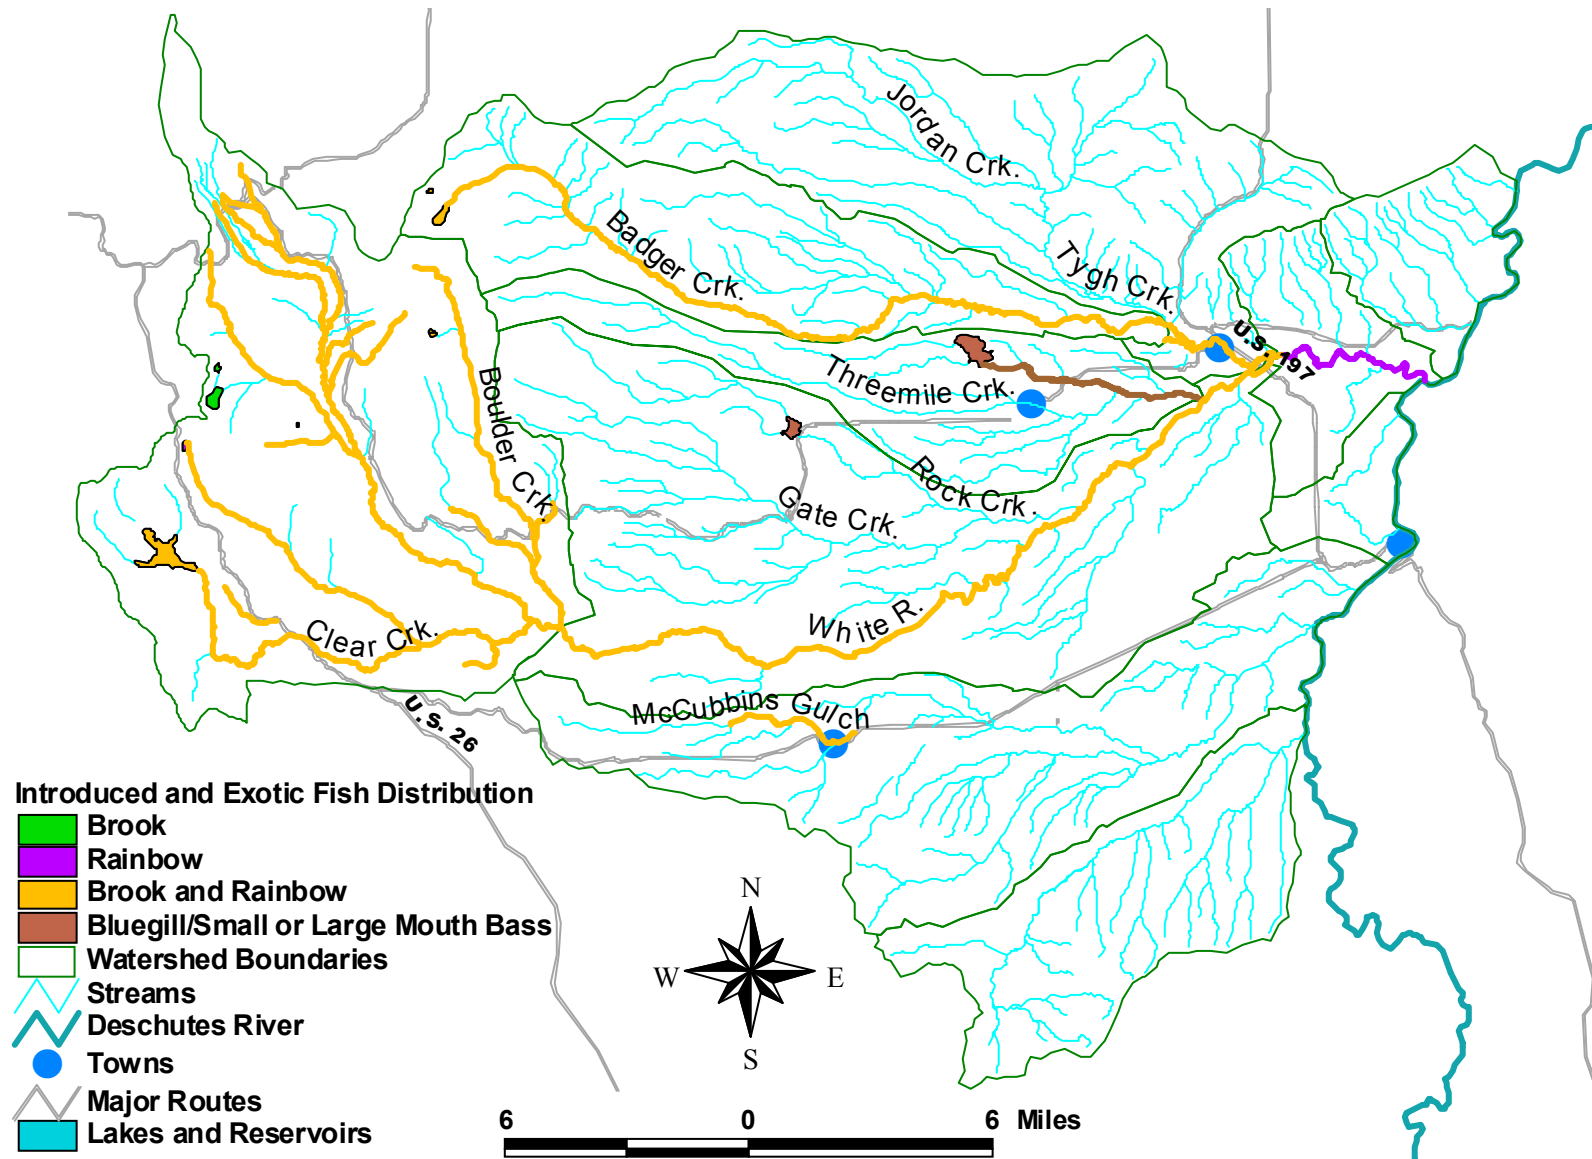 Jordan Crk.
Badger Crk.
Tygh Crk.
U.S. 197
Threemile Crk.
Boulder Crk.
Rock Crk.
Gate Crk.
White R.
Clear Crk.
McCubbins Gulch
U.S. 26
Introduced and Exotic Fish Distribution
Brook
Rainbow
Brook and Rainbow
Bluegill/Small or Large Mouth Bass
Watershed Boundaries
Streams
Deschutes River
Towns
Major Routes
Lakes and Reservoirs
N
W E
S
6 0 6 Miles